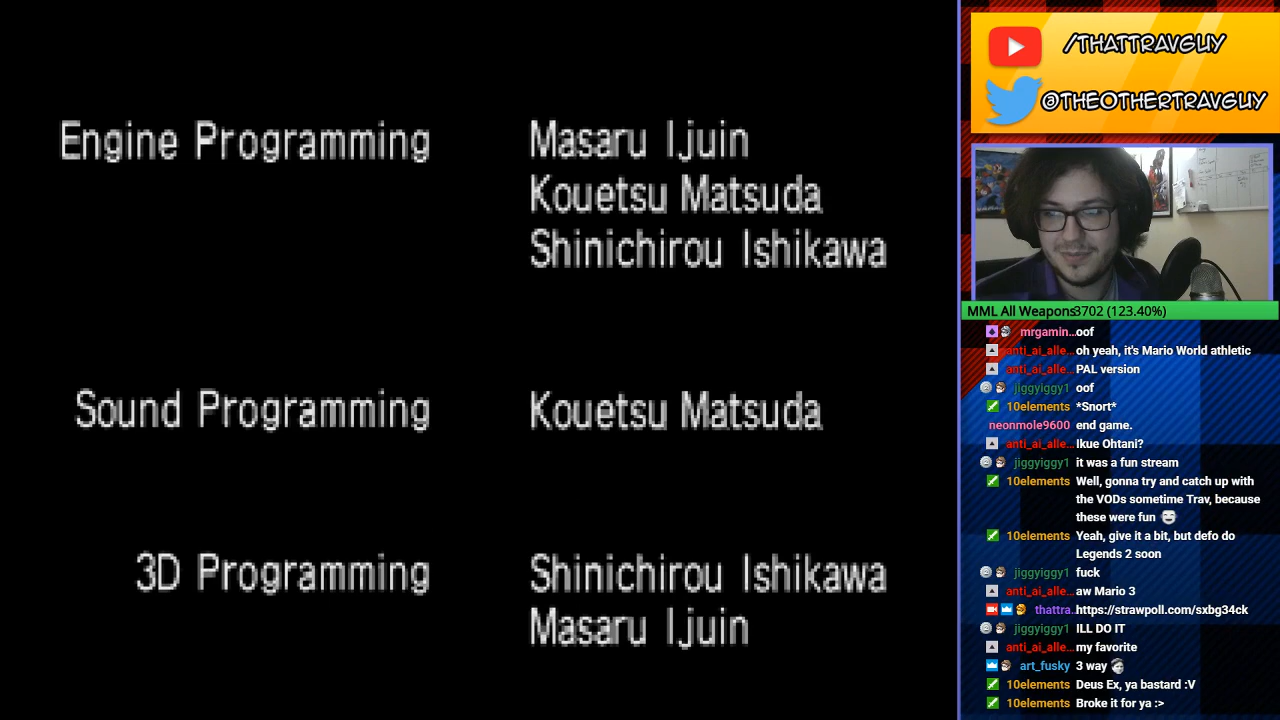 Engine Programming Masaru Ijuin
Kouetsu Matsuda
Shinichirou Ishikawa
Sound Programming Kouetsu Matsuda
3D Programming Shinichirou Ishikawa
Masaru Ijuin
/THATTRAVGUY
@THEOTHERTRAVGUY
MML All Weapons 3702 (123.40%)
mrgamin... oof
anti_ai_alle... oh yeah, it's Mario World athletic
anti_ai_alle... PAL version
jiggyiggy1 oof
10elements *Snort*
neonmole9600 end game.
anti_ai_alle... Ikue Ohtani?
jiggyiggy1 it was a fun stream
10elements Well, gonna try and catch up with
the VODs sometime Trav, because
these were fun
10elements Yeah, give it a bit, but defo do
Legends 2 soon
jiggyiggy1 fuck
anti_ai_alle... aw Mario 3
thattra... https://strawpoll.com/sxbg34ck
jiggyiggy1 ILL DO IT
anti_ai_alle... my favorite
art_fusky 3 way
10elements Deus Ex, ya bastard :V
10elements Broke it for ya :>